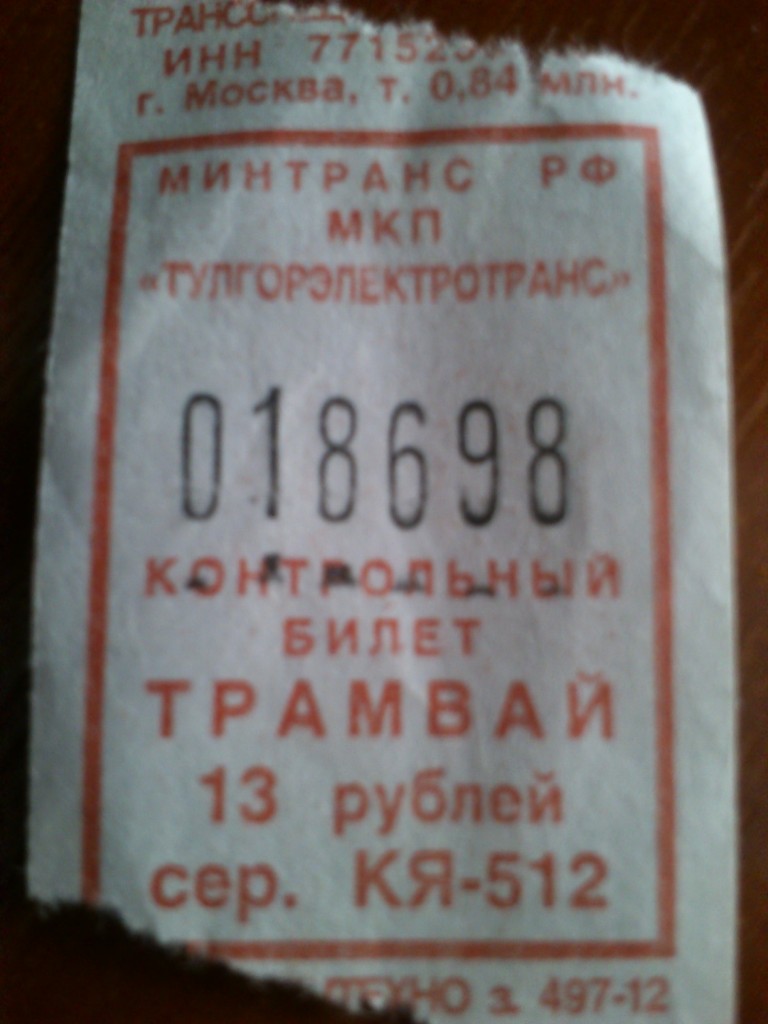 ИНН
г. Москва, т. 0,84 млн.
МИНТРАНС РФ
МКП
«ТУЛГОРЭЛЕКТРОТРАНС»
018698
КОНТРОЛЬНЫЙ
БИЛЕТ
ТРАМВАЙ
13 рублей
сер. КЯ-512
з. 497-12